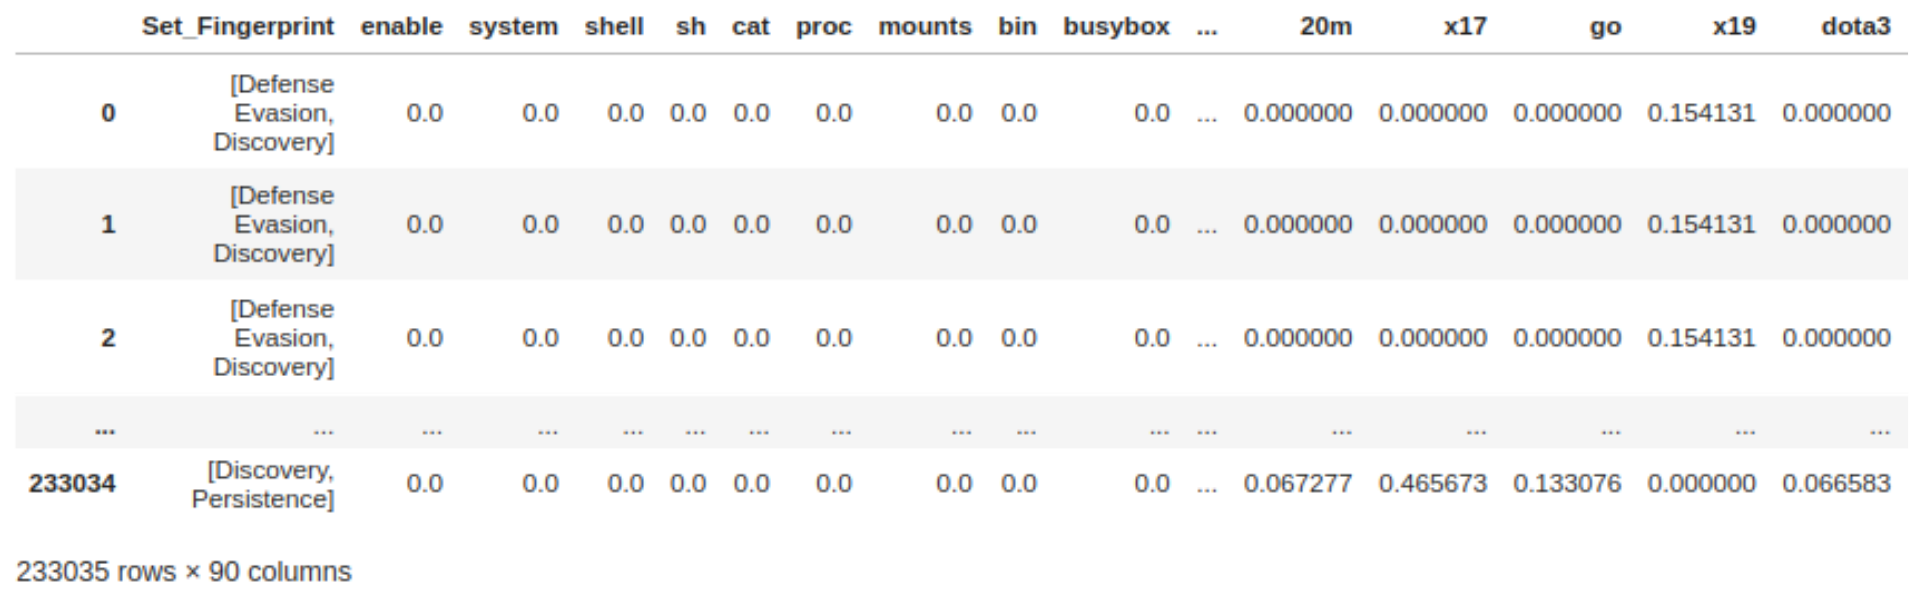 Set_Fingerprint enable system shell sh cat proc mounts bin busybox ... 20m x17 go x19 dota3
[Defense
0 Evasion, 0.0 0.0 0.0 0.0 0.0 0.0 0.0 0.0 0.0 ... 0.000000 0.000000 0.000000 0.154131 0.000000
Discovery]
[Defense
1 Evasion, 0.0 0.0 0.0 0.0 0.0 0.0 0.0 0.0 0.0 ... 0.000000 0.000000 0.000000 0.154131 0.000000
Discovery]
[Defense
2 Evasion, 0.0 0.0 0.0 0.0 0.0 0.0 0.0 0.0 0.0 ... 0.000000 0.000000 0.000000 0.154131 0.000000
Discovery]
... ... ... ... ... ... ... ... ... ... ... ... ... ... ... ... ...
[Discovery,
233034 0.0 0.0 0.0 0.0 0.0 0.0 0.0 0.0 0.0 ... 0.067277 0.465673 0.133076 0.000000 0.066583
Persistence]
233035 rows × 90 columns